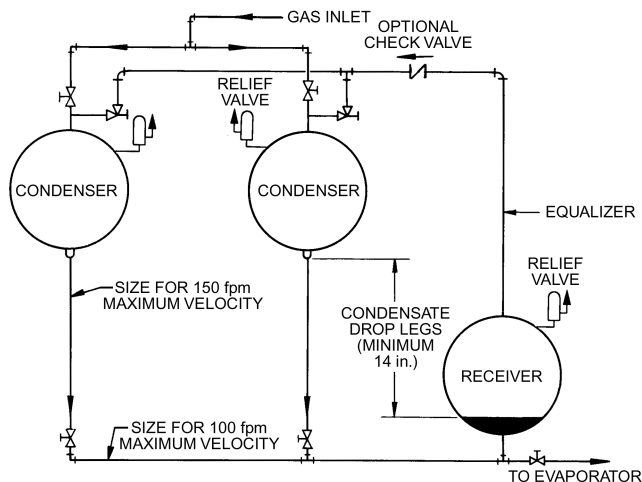 GAS INLET
OPTIONAL
CHECK VALVE
RELIEF
VALVE
CONDENSER
CONDENSER
EQUALIZER
SIZE FOR 150 fpm
MAXIMUM VELOCITY
CONDENSATE
DROP LEGS
(MINIMUM
14 in.)
RELIEF
VALVE
RECEIVER
SIZE FOR 100 fpm
MAXIMUM VELOCITY
TO EVAPORATOR